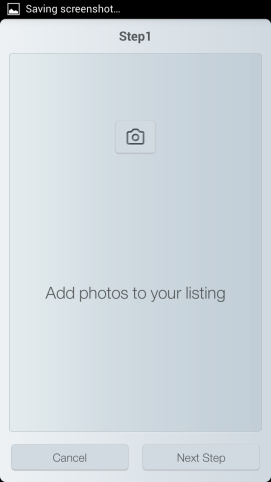 Saving screenshot...
Step1
Add photos to your listing
Cancel
Next Step